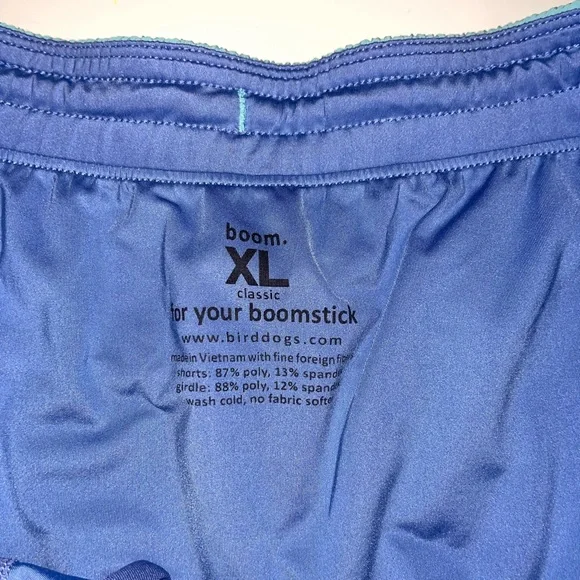 boom.
XL
classic
for your boomstick
www.birddogs.com
made in Vietnam with fine foreign
shorts: 87% poly, 13%
girdle: 88% poly, 12%
wash cold, no fabric